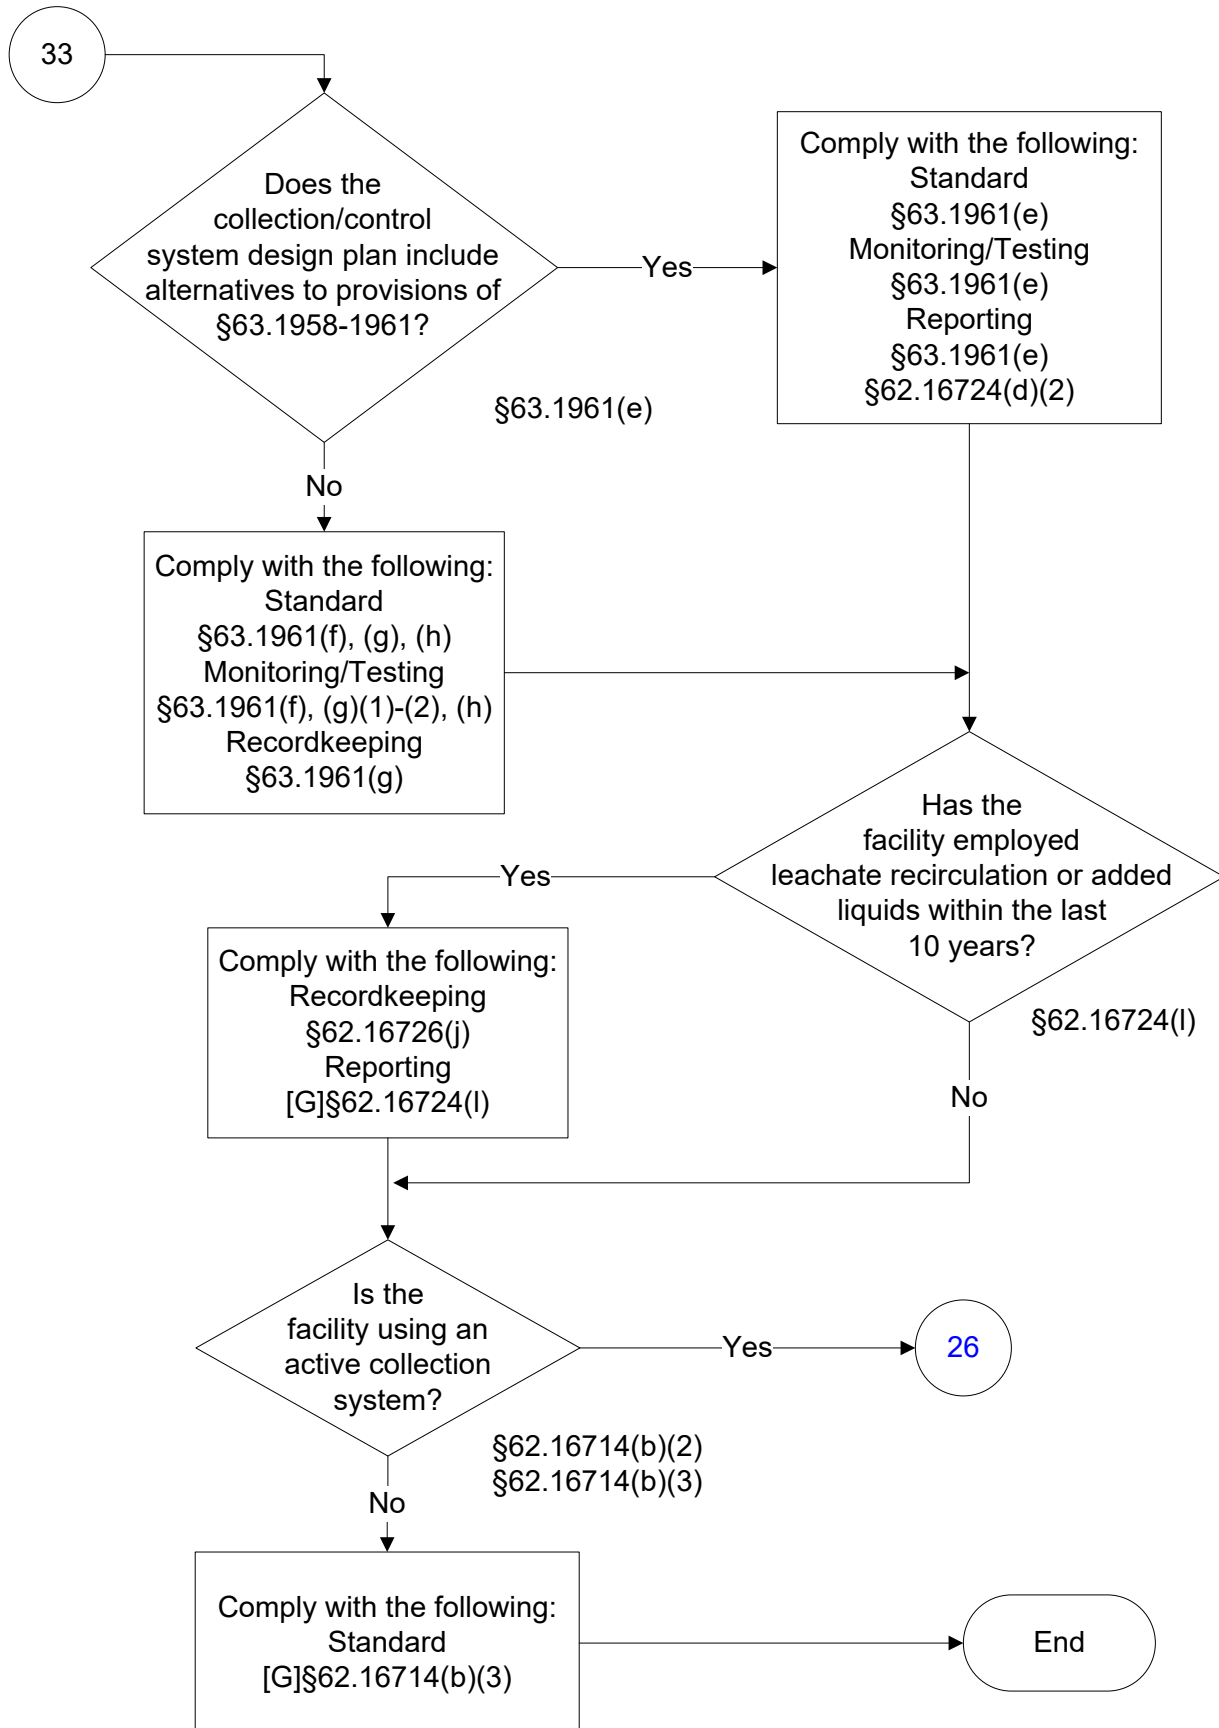 33
Does the
collection/control
system design plan include
alternatives to provisions of
§63.1958-1961?
Yes
§63.1961(e)
No
Comply with the following:
Standard
§63.1961(e)
Monitoring/Testing
§63.1961(e)
Reporting
§63.1961(e)
§62.16724(d)(2)
Comply with the following:
Standard
§63.1961(f), (g), (h)
Monitoring/Testing
§63.1961(f), (g)(1)-(2), (h)
Recordkeeping
§63.1961(g)
Has the
facility employed
leachate recirculation or added
liquids within the last
10 years?
§62.16724(l)
Yes
No
Comply with the following:
Recordkeeping
§62.16726(j)
Reporting
[G]§62.16724(l)
Is the
facility using an
active collection
system?
Yes
26
§62.16714(b)(2)
§62.16714(b)(3)
No
Comply with the following:
Standard
[G]§62.16714(b)(3)
End